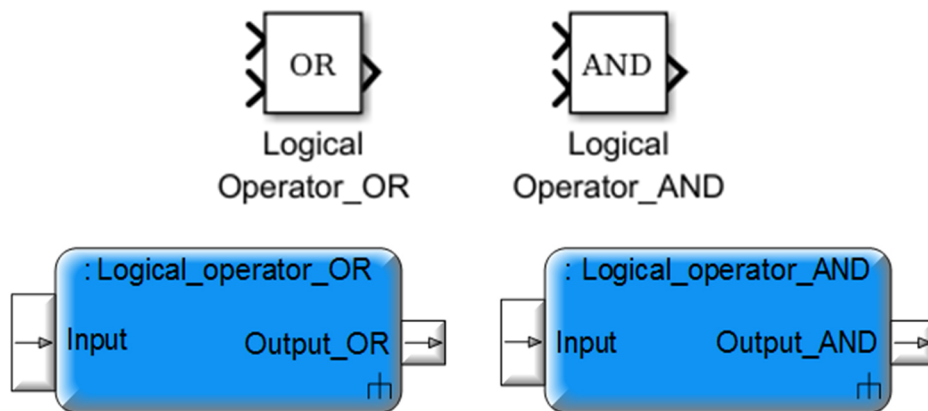 OR
AND
Logical
Operator_OR
Logical
Operator_AND
: Logical_operator_OR
Input
Output_OR
: Logical_operator_AND
Input
Output_AND